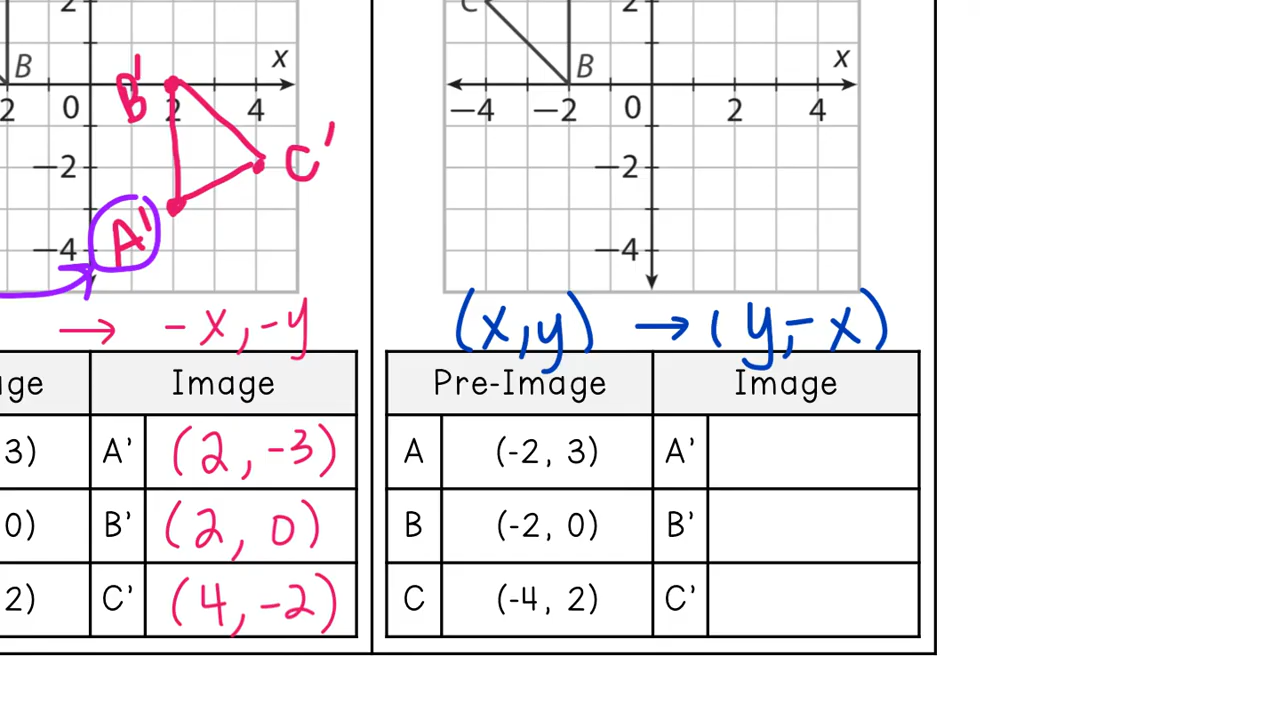 2 C 2
B x B x
B' 2 0 2 4 −4 −2 0 2 4
−2 C' −2
A' −4 −4
→ -x, -y (x,y) → (y,-x)
age Image Pre-Image Image
3) A' (2, -3) A (-2, 3) A'
0) B' (2, 0) B (-2, 0) B'
2) C' (4, -2) C (-4, 2) C'